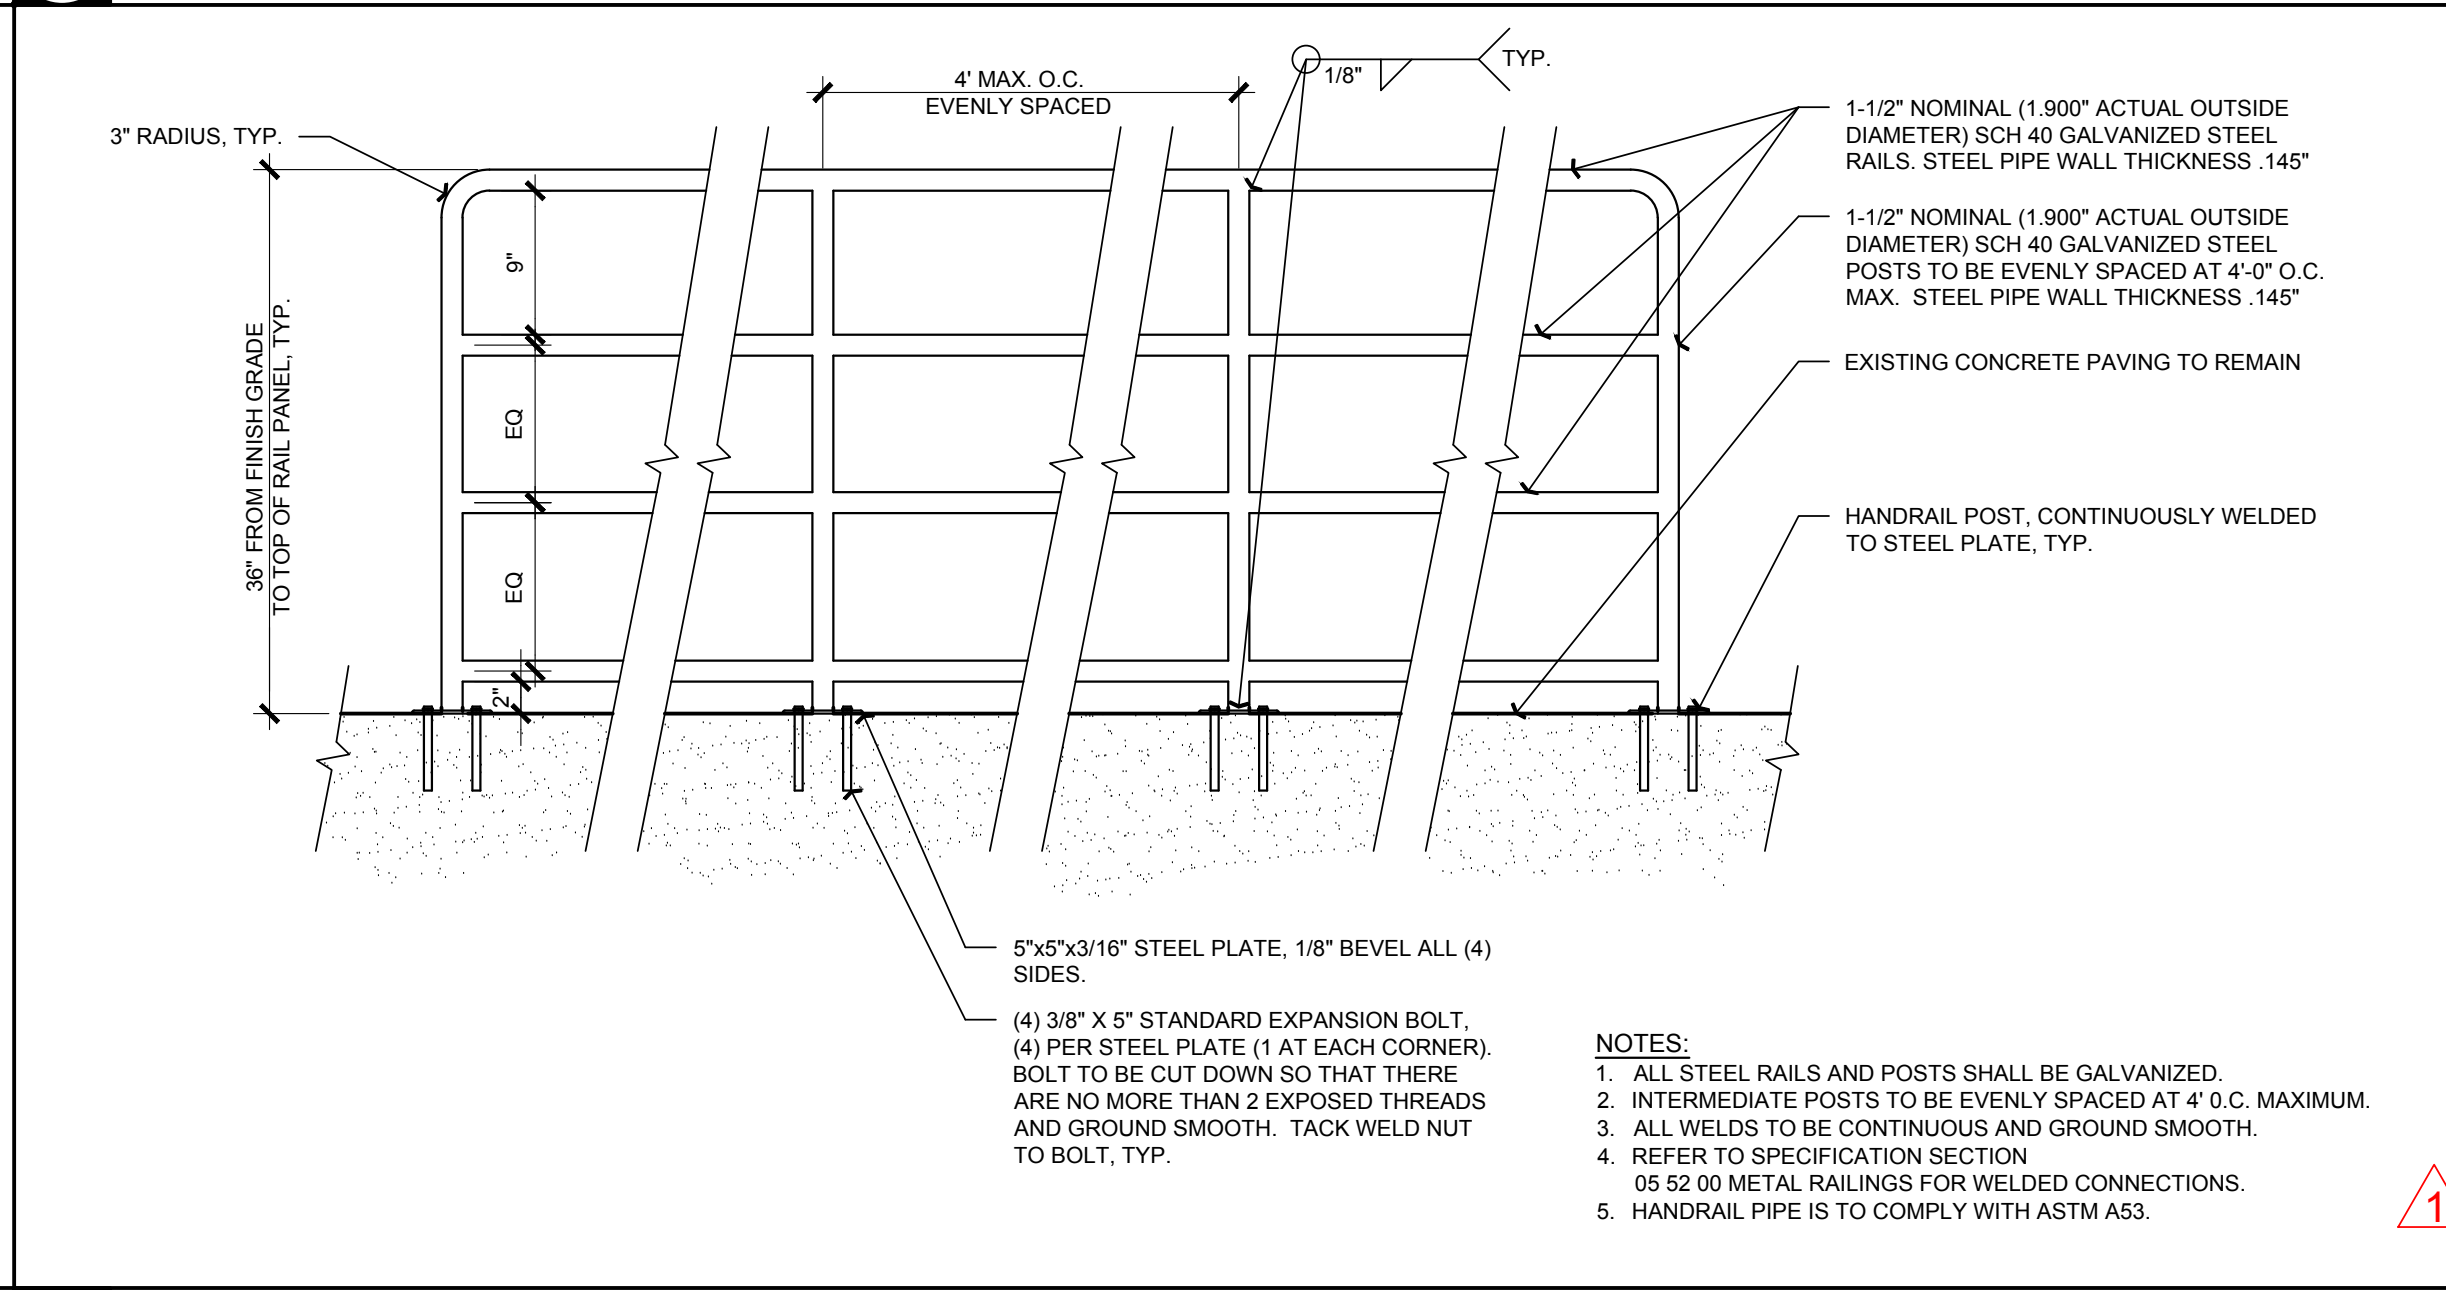 1/8"
TYP.
4' MAX. O.C.
EVENLY SPACED
3" RADIUS, TYP.
36" FROM FINISH GRADE
TO TOP OF RAIL PANEL, TYP.
9"
EQ
EQ
2"
1-1/2" NOMINAL (1.900" ACTUAL OUTSIDE
DIAMETER) SCH 40 GALVANIZED STEEL
RAILS. STEEL PIPE WALL THICKNESS .145"
1-1/2" NOMINAL (1.900" ACTUAL OUTSIDE
DIAMETER) SCH 40 GALVANIZED STEEL
POSTS TO BE EVENLY SPACED AT 4'-0" O.C.
MAX. STEEL PIPE WALL THICKNESS .145"
EXISTING CONCRETE PAVING TO REMAIN
HANDRAIL POST, CONTINUOUSLY WELDED
TO STEEL PLATE, TYP.
5"x5"x3/16" STEEL PLATE, 1/8" BEVEL ALL (4)
SIDES.
(4) 3/8" X 5" STANDARD EXPANSION BOLT,
(4) PER STEEL PLATE (1 AT EACH CORNER).
BOLT TO BE CUT DOWN SO THAT THERE
ARE NO MORE THAN 2 EXPOSED THREADS
AND GROUND SMOOTH. TACK WELD NUT
TO BOLT, TYP.
NOTES:
1. ALL STEEL RAILS AND POSTS SHALL BE GALVANIZED.
2. INTERMEDIATE POSTS TO BE EVENLY SPACED AT 4' 0.C. MAXIMUM.
3. ALL WELDS TO BE CONTINUOUS AND GROUND SMOOTH.
4. REFER TO SPECIFICATION SECTION
05 52 00 METAL RAILINGS FOR WELDED CONNECTIONS.
5. HANDRAIL PIPE IS TO COMPLY WITH ASTM A53.
1